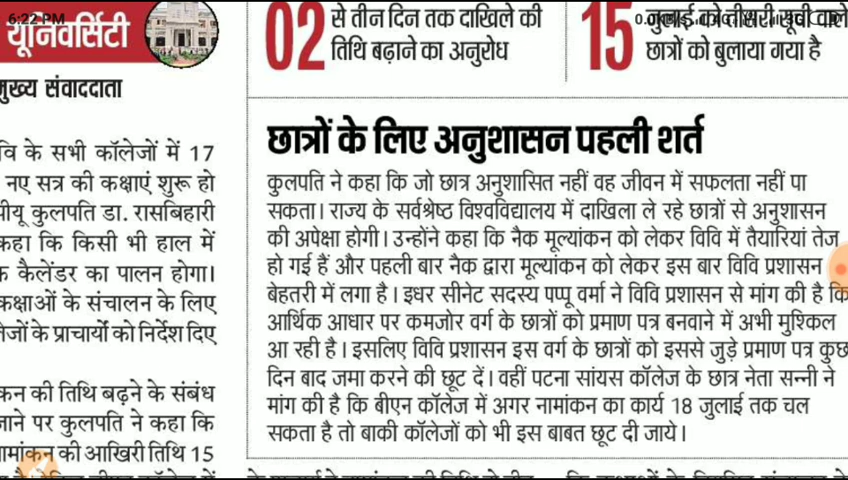 6:22 PM
यूनिवर्सिटी
मुख्य संवाददाता
वि के सभी कॉलेजों में 17
नए सत्र की कक्षाएं शुरू हो
पीयू कुलपति डा. रासबिहारी
कहा कि किसी भी हाल में
कैलेंडर का पालन होगा।
कक्षाओं के संचालन के लिए
के प्राचार्यों को निर्देश दिए
की तिथि बढ़ने के संबंध
जाने पर कुलपति ने कहा कि
की आखिरी तिथि 15
02 से तीन दिन तक दाखिले की
तिथि बढ़ाने का अनुरोध
15 जुलाई को तीसरी सूची वाले
छात्रों को बुलाया गया है
छात्रों के लिए अनुशासन पहली शर्त
कुलपति ने कहा कि जो छात्र अनुशासित नहीं वह जीवन में सफलता नहीं पा
सकता। राज्य के सर्वश्रेष्ठ विश्वविद्यालय में दाखिला ले रहे छात्रों से अनुशासन
की अपेक्षा होगी। उन्होंने कहा कि नैक मूल्यांकन को लेकर विवि में तैयारियां तेज
हो गई हैं और पहली बार नैक द्वारा मूल्यांकन को लेकर इस बार विवि प्रशासन
बेहतरी में लगा है। इधर सीनेट सदस्य पप्पू वर्मा ने विवि प्रशासन से मांग की है कि
आर्थिक आधार पर कमजोर वर्ग के छात्रों को प्रमाण पत्र बनवाने में अभी मुश्किल
आ रही है। इसलिए विवि प्रशासन इस वर्ग के छात्रों को इससे जुड़े प्रमाण पत्र कुछ
दिन बाद जमा करने की छूट दें। वहीं पटना सांयस कॉलेज के छात्र नेता सन्नी ने
मांग की है कि बीएन कॉलेज में अगर नामांकन का कार्य 18 जुलाई तक चल
सकता है तो बाकी कॉलेजों को भी इस बाबत छूट दी जाये।